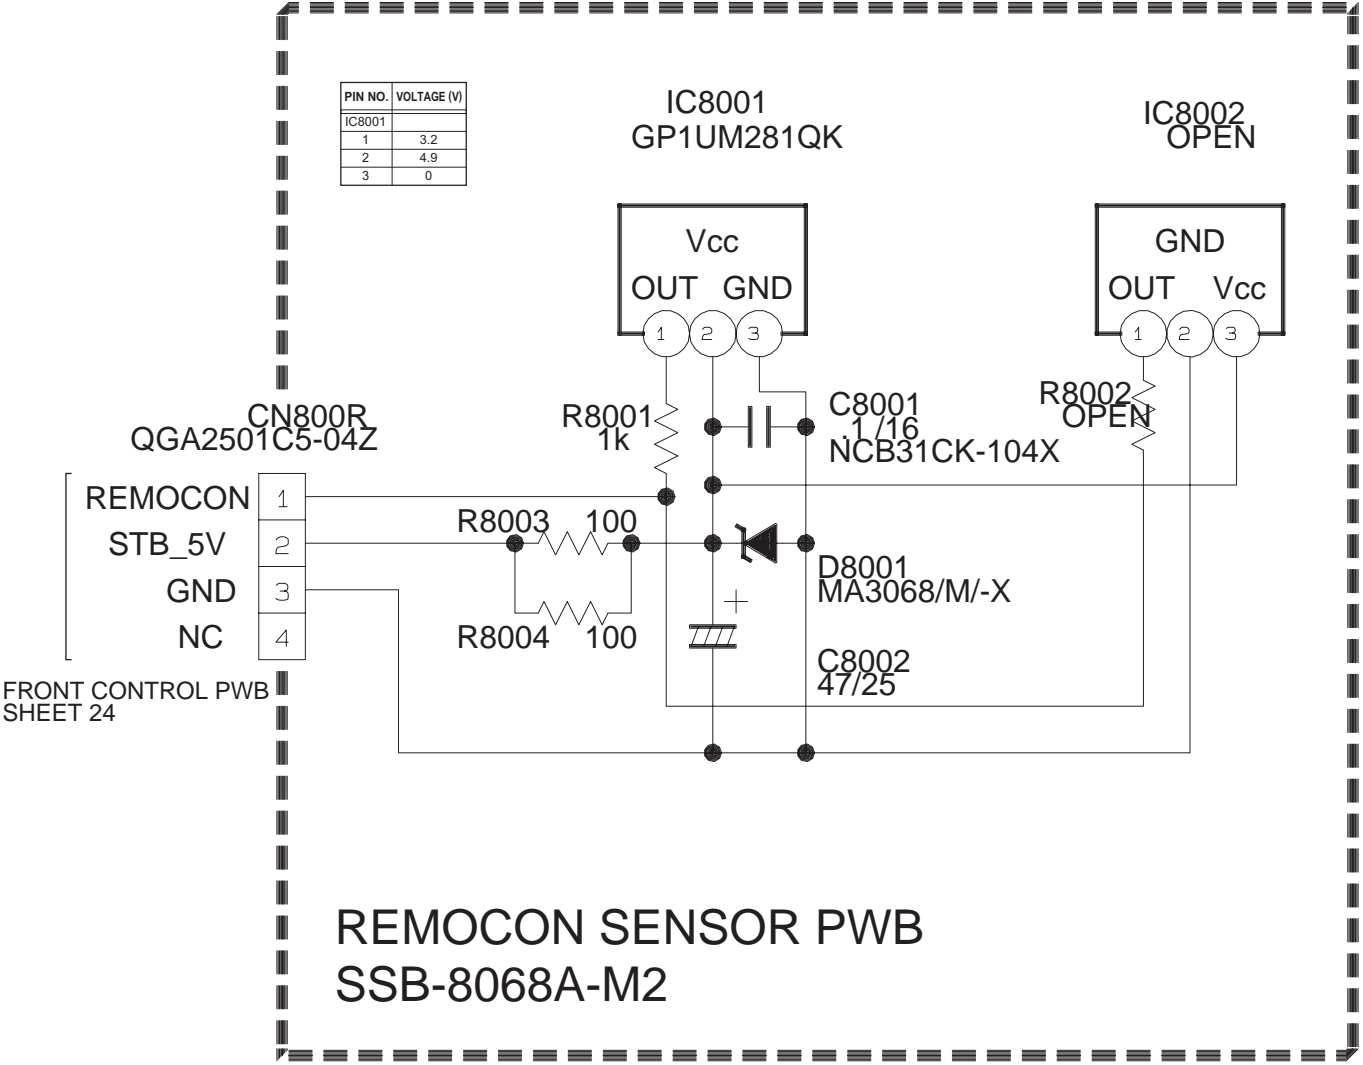 PIN NO. VOLTAGE (V)
IC8001
1 3.2
2 4.9
3 0
IC8001
GP1UM281QK
IC8002
OPEN
Vcc
OUT GND
1 2 3
GND
OUT Vcc
1 2 3
R8001
1k
C8001
.1/16
NCB31CK-104X
R8002
OPEN
CN800R
QGA2501C5-04Z
REMOCON 1
STB_5V 2
GND 3
NC 4
R8003 100
R8004 100
D8001
MA3068/M/-X
+
C8002
47/25
FRONT CONTROL PWB
SHEET 24
REMOCON SENSOR PWB
SSB-8068A-M2